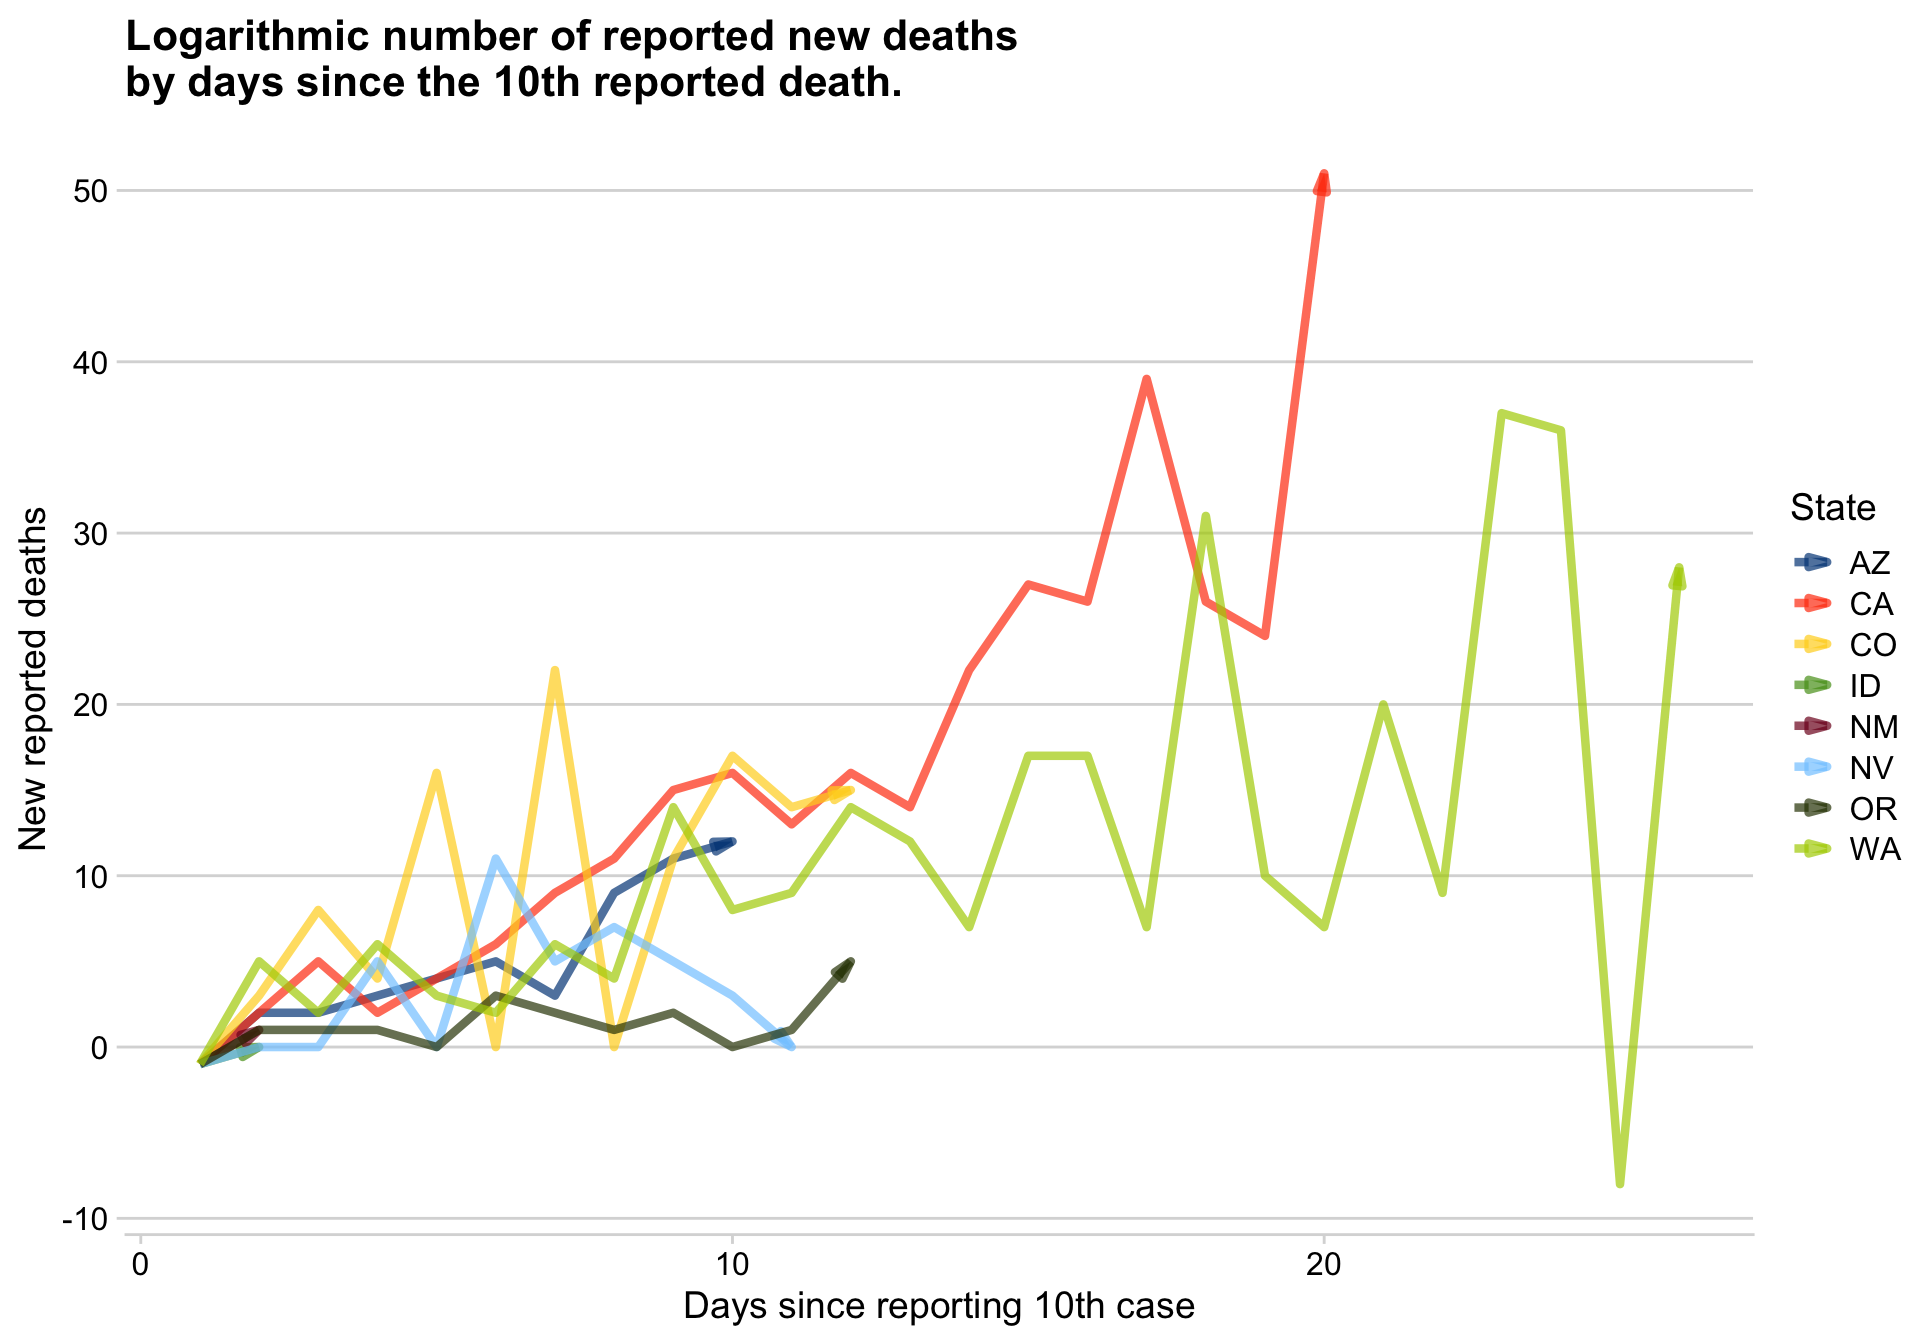 Logarithmic number of reported new deaths
by days since the 10th reported death.
50
40
30
20
10
0
-10
New reported deaths
0
10
20
Days since reporting 10th case
State
AZ
CA
CO
ID
NM
NV
OR
WA